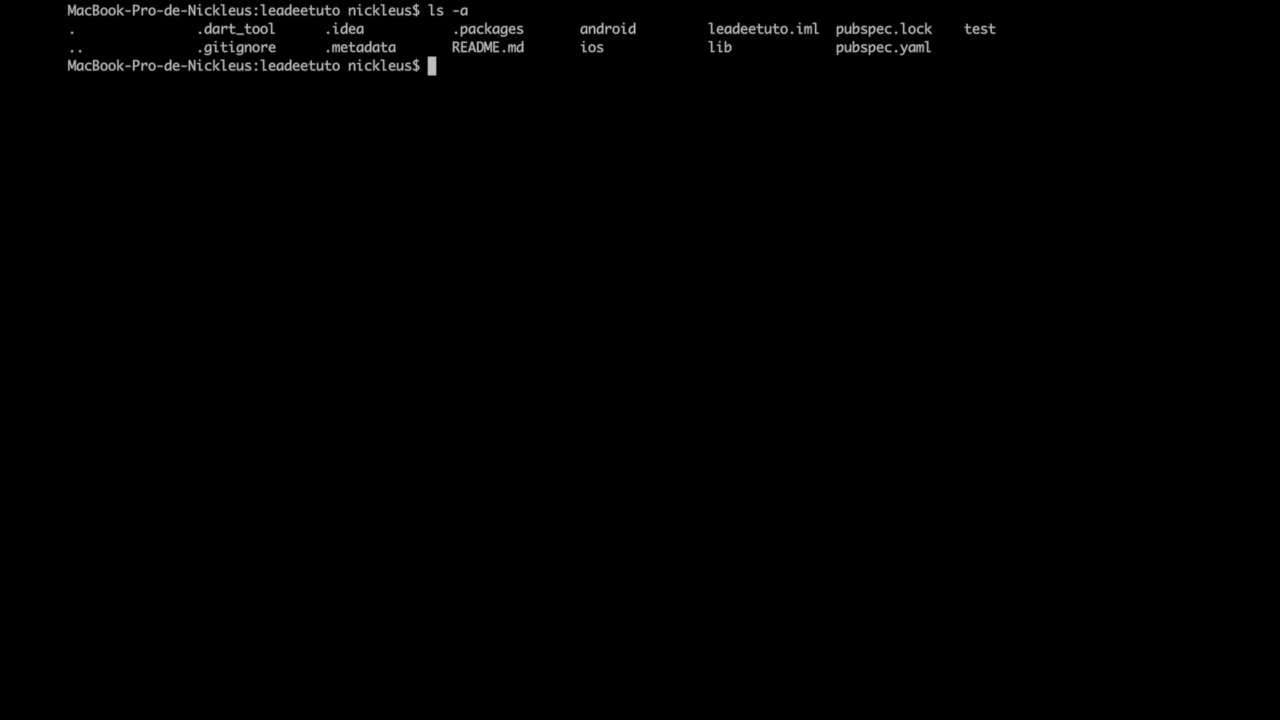 MacBook-Pro-de-Nickleus:leadeetuto nickleus$ ls -a
. .dart_tool .idea .packages android leadeetuto.iml pubspec.lock test
.. .gitignore .metadata README.md ios lib pubspec.yaml
MacBook-Pro-de-Nickleus:leadeetuto nickleus$